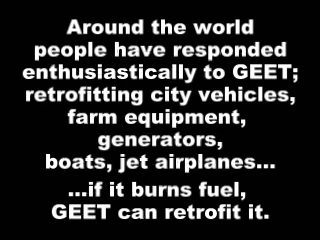 Around the world
people have responded
enthusiastically to GEET;
retrofitting city vehicles,
farm equipment,
generators,
boats, jet airplanes...
...if it burns fuel,
GEET can retrofit it.